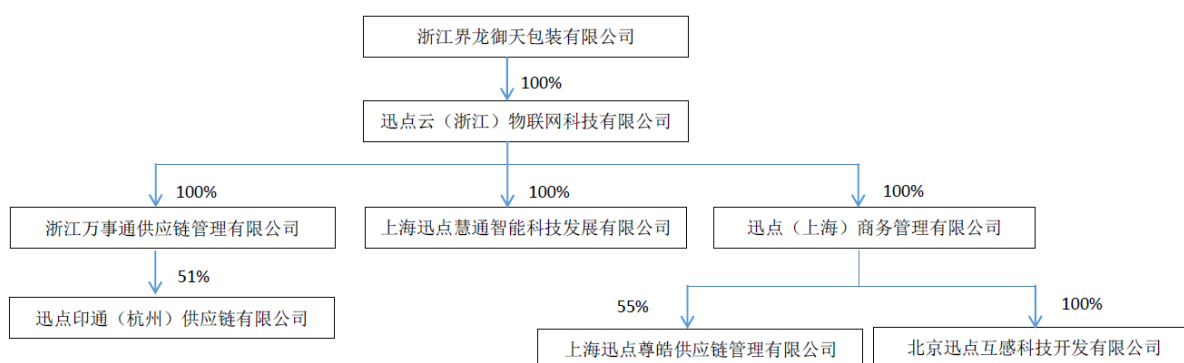 浙江界龙御天包装有限公司
100%
迅点云（浙江）物联网科技有限公司
100%
100%
100%
浙江万事通供应链管理有限公司
上海迅点慧通智能科技发展有限公司
迅点（上海）商务管理有限公司
51%
55%
100%
迅点印通（杭州）供应链有限公司
上海迅点尊皓供应链管理有限公司
北京迅点互感科技开发有限公司